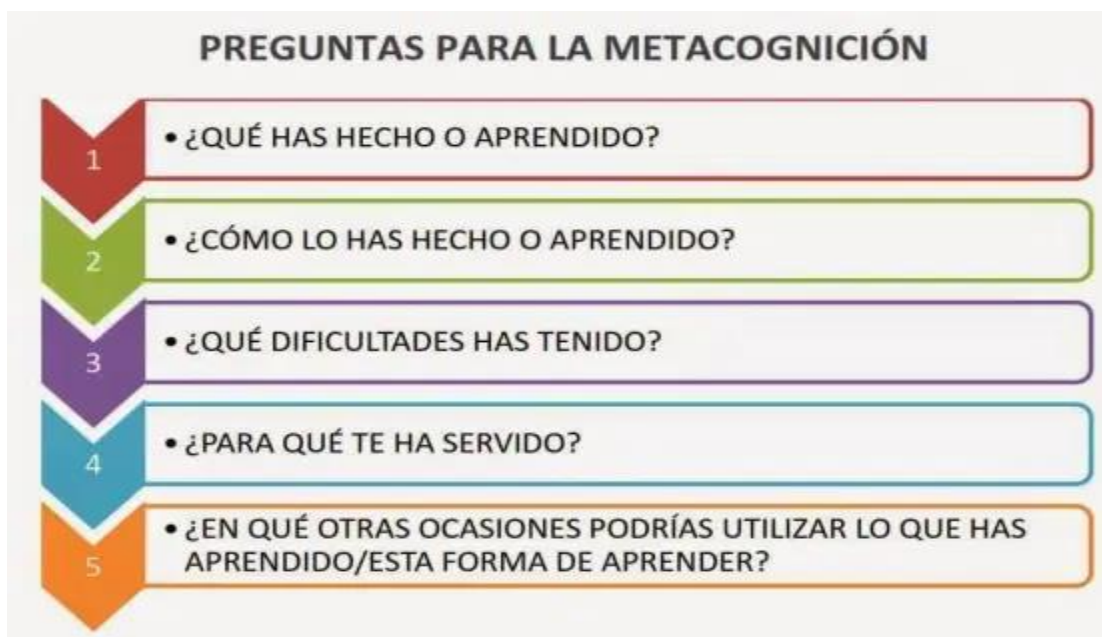 PREGUNTAS PARA LA METACOGNICIÓN
1
• ¿QUÉ HAS HECHO O APRENDIDO?
2
• ¿CÓMO LO HAS HECHO O APRENDIDO?
3
• ¿QUÉ DIFICULTADES HAS TENIDO?
4
• ¿PARA QUÉ TE HA SERVIDO?
5
• ¿EN QUÉ OTRAS OCASIONES PODRÍAS UTILIZAR LO QUE HAS
APRENDIDO/ESTA FORMA DE APRENDER?